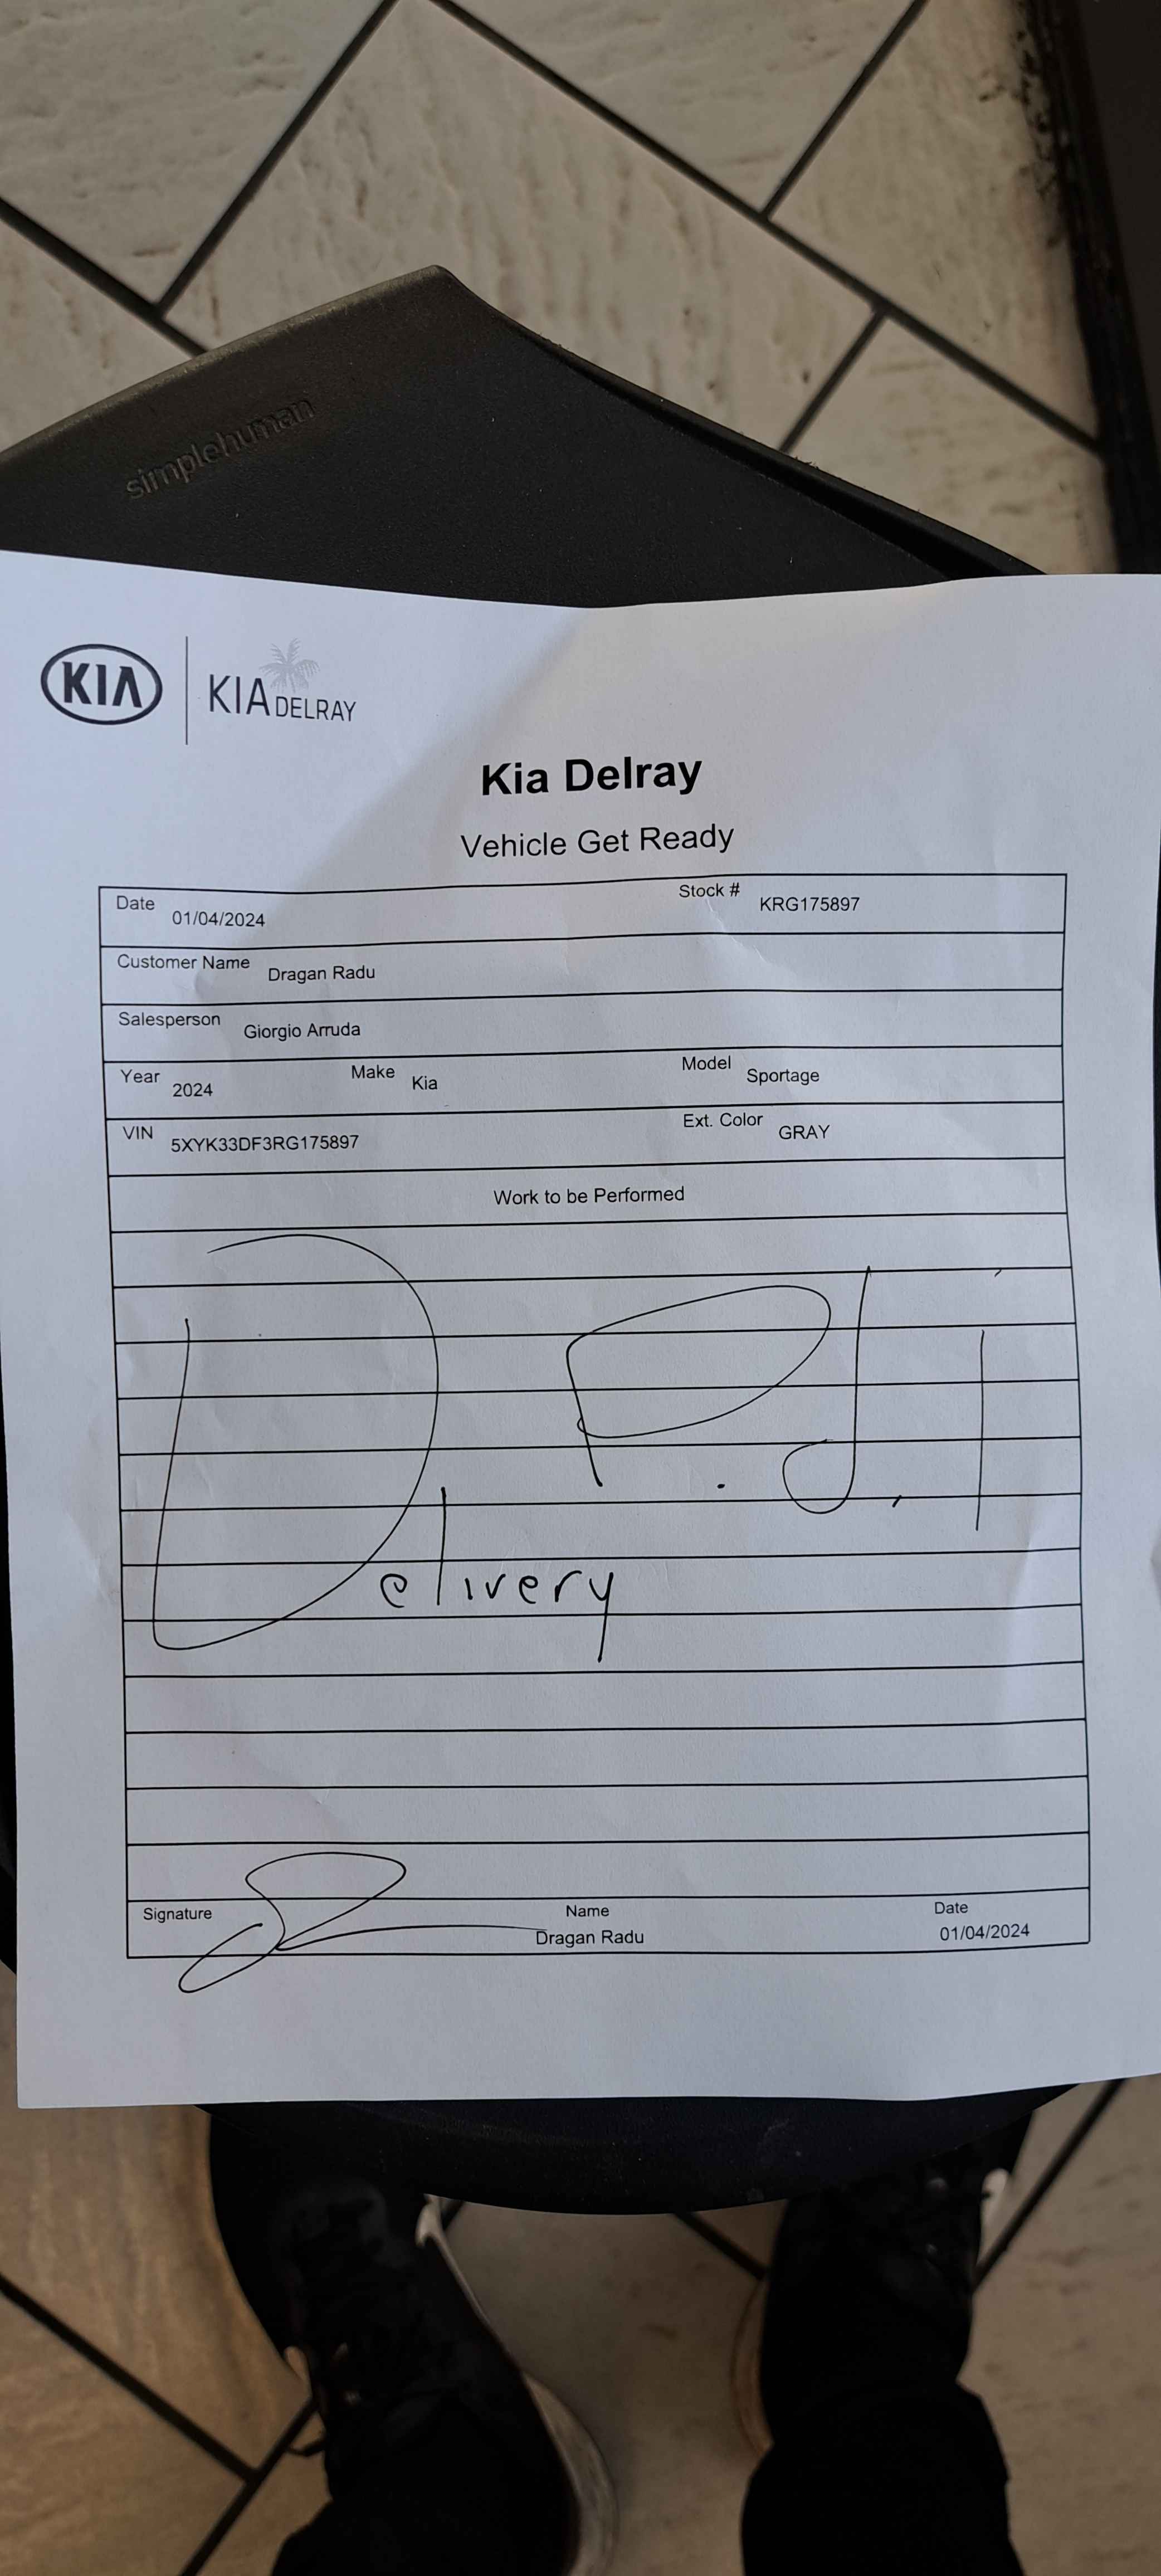 simplehuman
KIA KIA DELRAY
Kia Delray
Vehicle Get Ready
Date 01/04/2024 Stock # KRG175897
Customer Name Dragan Radu
Salesperson Giorgio Arruda
Year 2024 Make Kia Model Sportage
VIN 5XYK33DF3RG175897 Ext. Color GRAY
Work to be Performed
Delivery P.J.I
Signature Name Date
Dragan Radu 01/04/2024